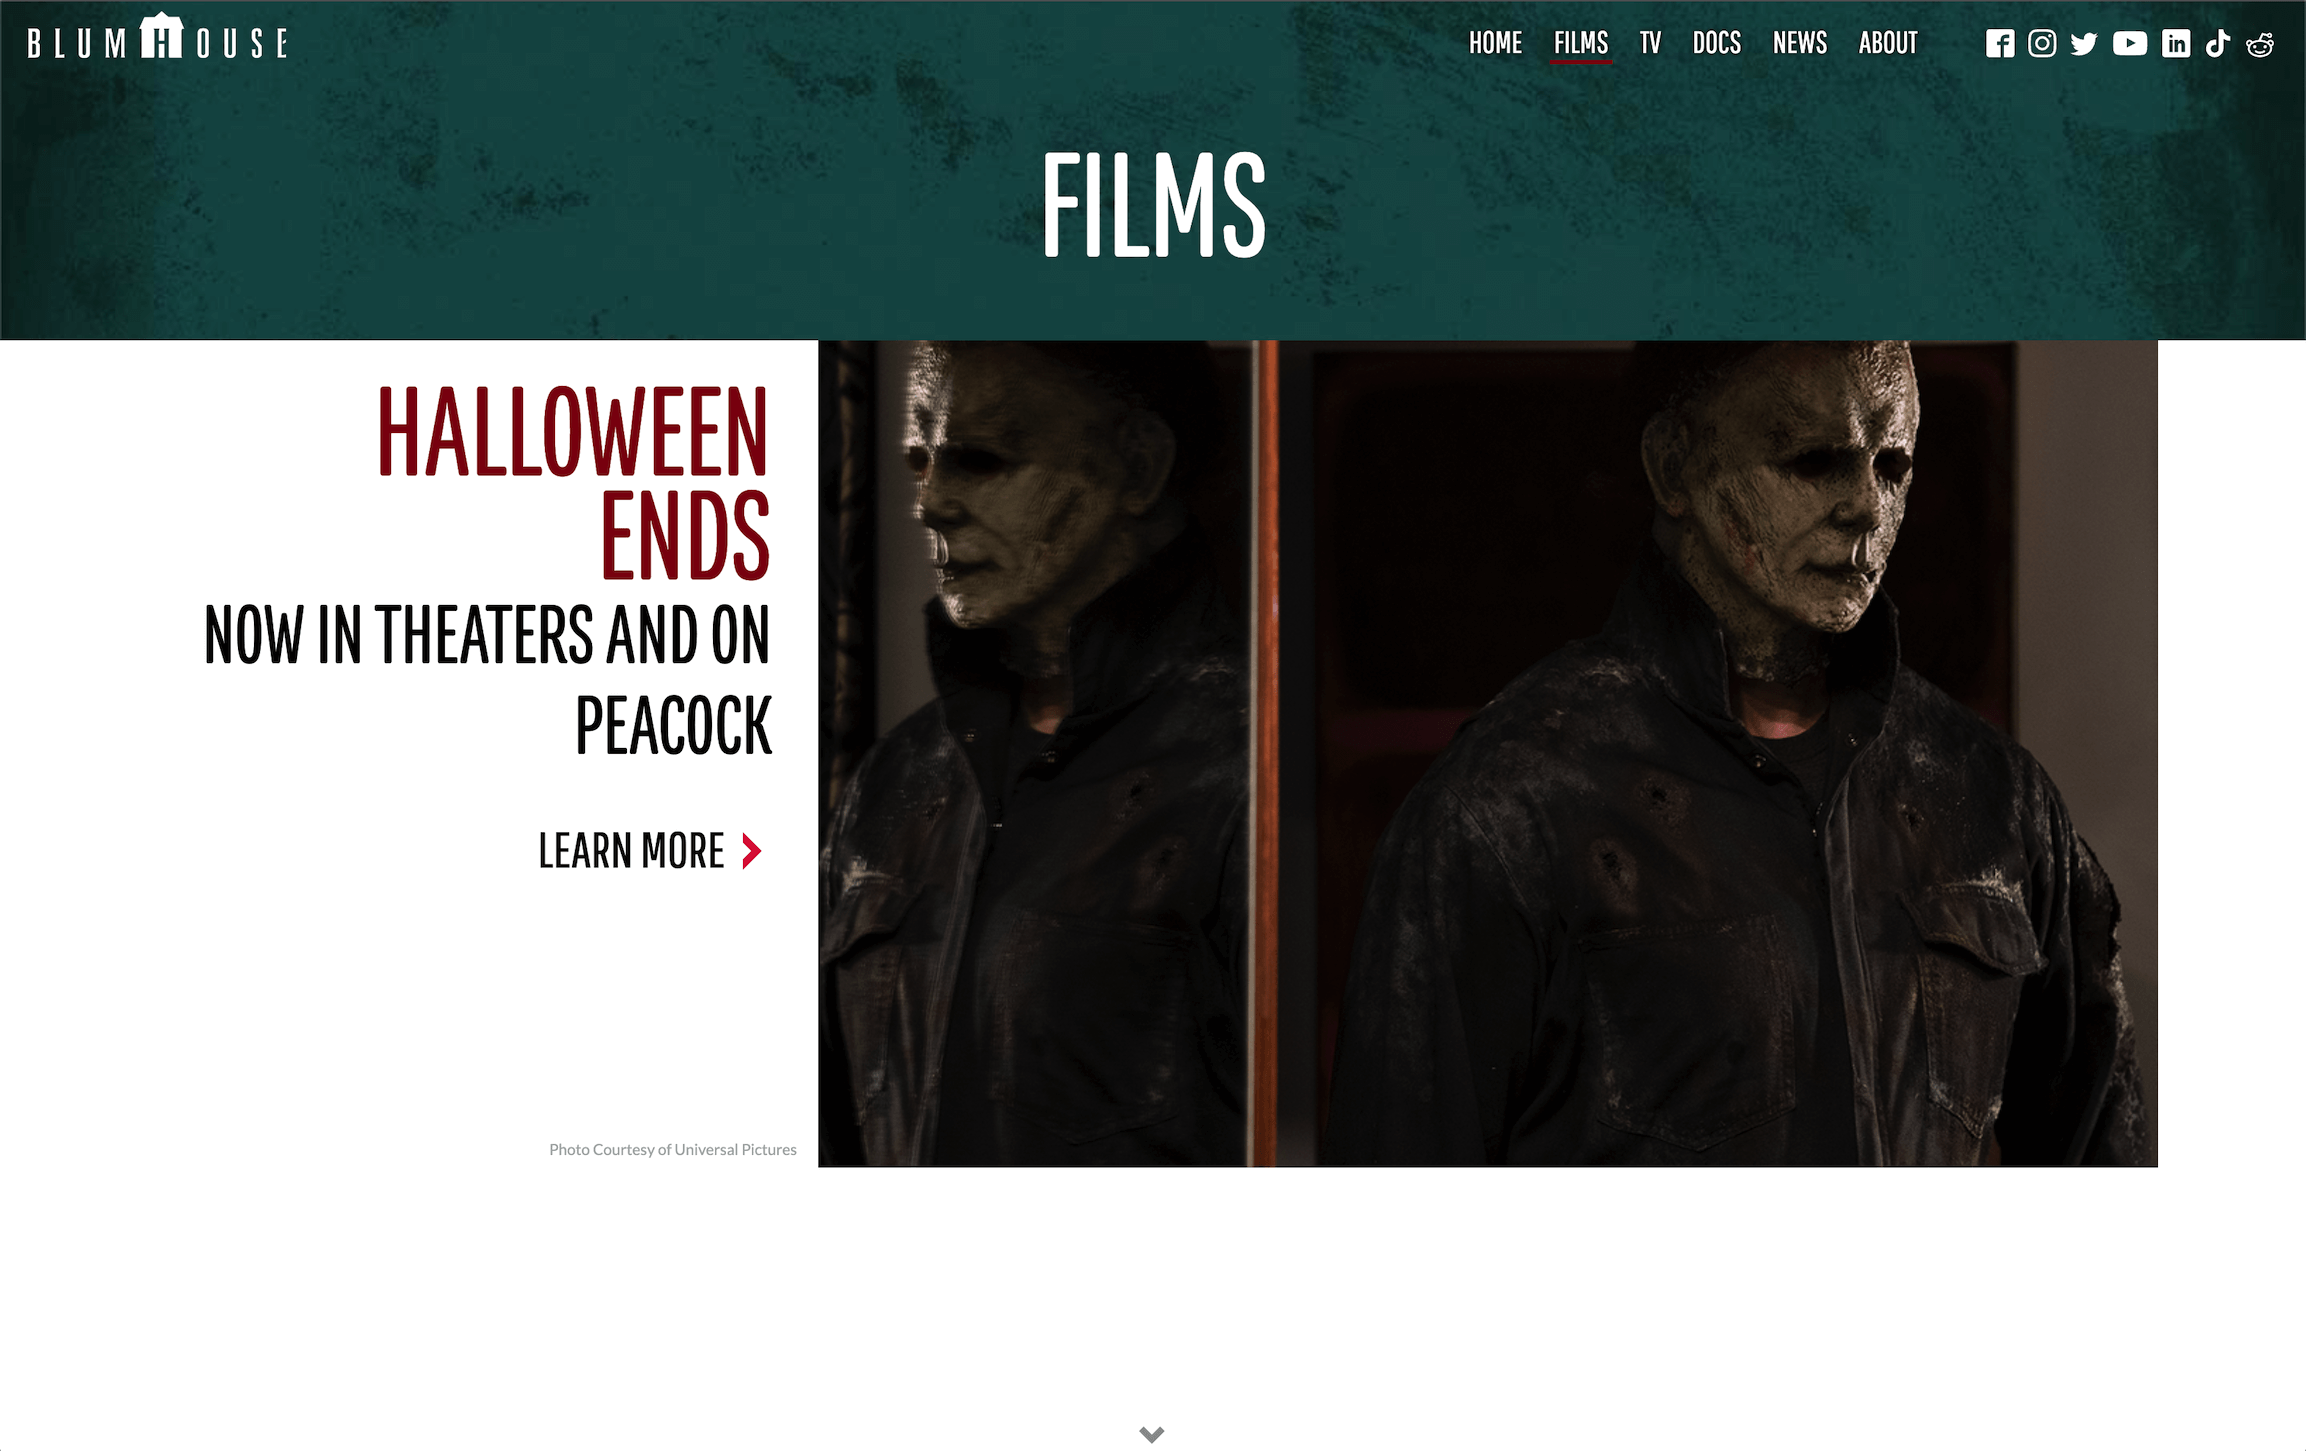 BLUMHOUSE
HOME FILMS TV DOCS NEWS ABOUT
FILMS
HALLOWEEN
ENDS
NOW IN THEATERS AND ON
PEACOCK
LEARN MORE
Photo Courtesy of Universal Pictures